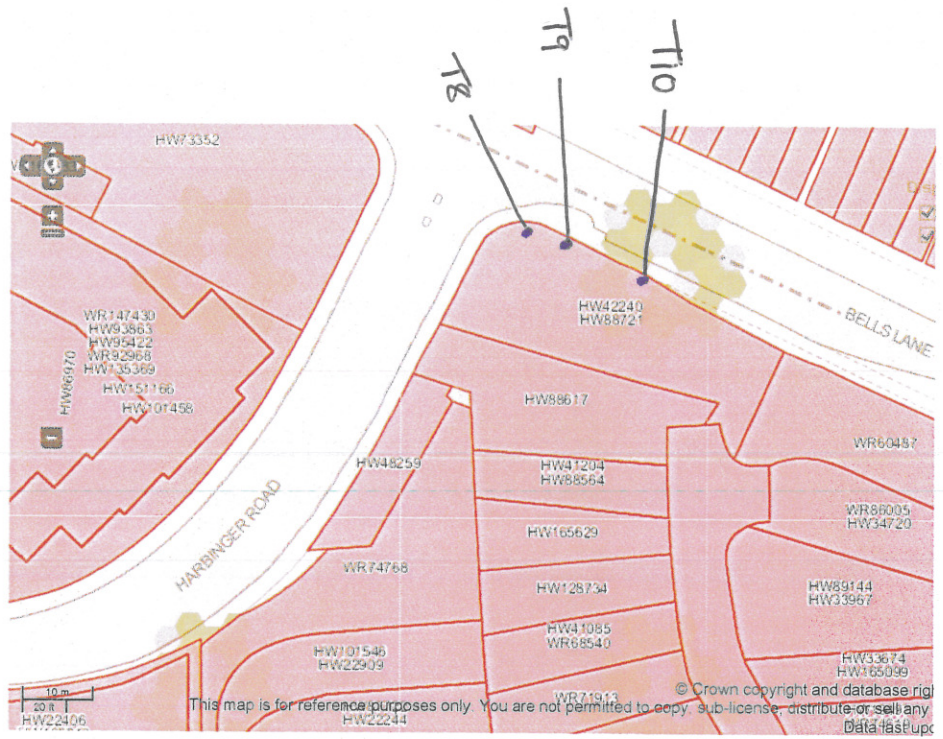 T8
T9
T10
HW73352
WR147430
HW93863
HW95422
WR92968
HW135369
HW151166
HW101458
HW86970
HW42240
HW88721
BELLS LANE
HW88617
WR60487
HW48259
HW41204
HW88564
WR86005
HW34720
HARBINGER ROAD
HW165629
WR74768
HW128734
HW89144
HW33967
HW41085
WR68540
HW101546
HW22909
HW33674
HW165099
10 m
20 ft
WR71913
© Crown copyright and database righ
This map is for reference purposes only. You are not permitted to copy, sub-license, distribute or sell any
HW22406
HW22244
Data last upd